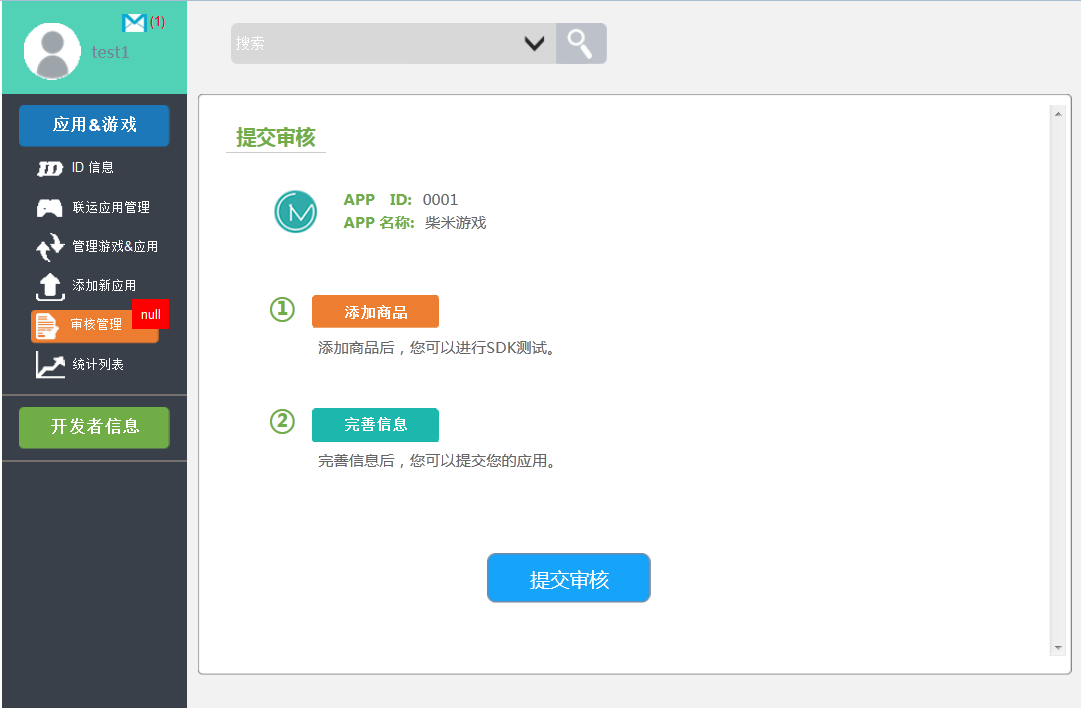 (1)
test1
搜索
应用&游戏
ID 信息
联运应用管理
管理游戏&应用
添加新应用
审核管理
null
统计列表
开发者信息
提交审核
APP ID: 0001
APP 名称: 柴米游戏
① 添加商品
添加商品后，您可以进行SDK测试。
② 完善信息
完善信息后，您可以提交您的应用。
提交审核